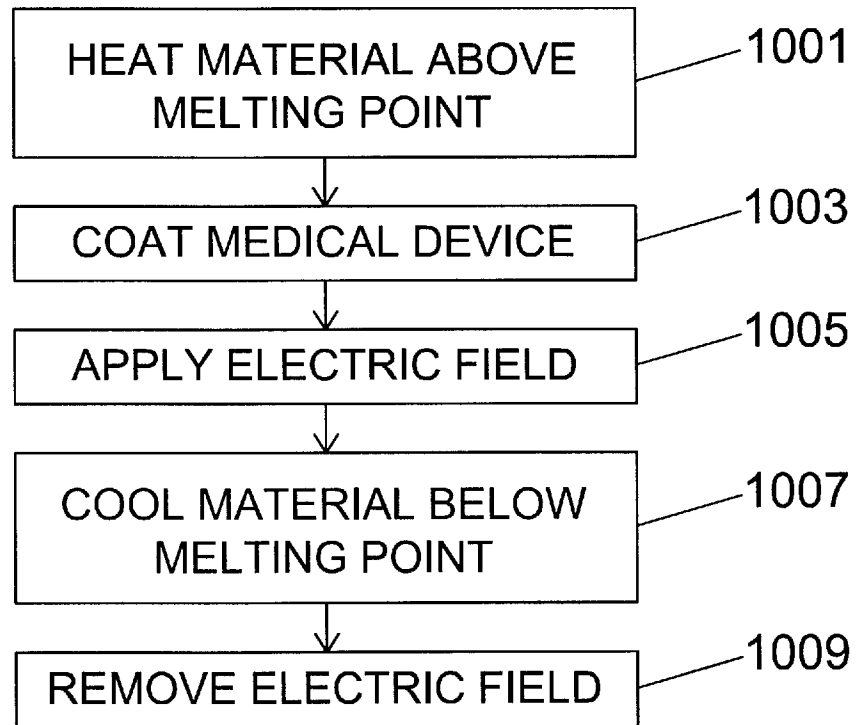 HEAT MATERIAL ABOVE
MELTING POINT
1001
COAT MEDICAL DEVICE
1003
APPLY ELECTRIC FIELD
1005
COOL MATERIAL BELOW
MELTING POINT
1007
REMOVE ELECTRIC FIELD
1009